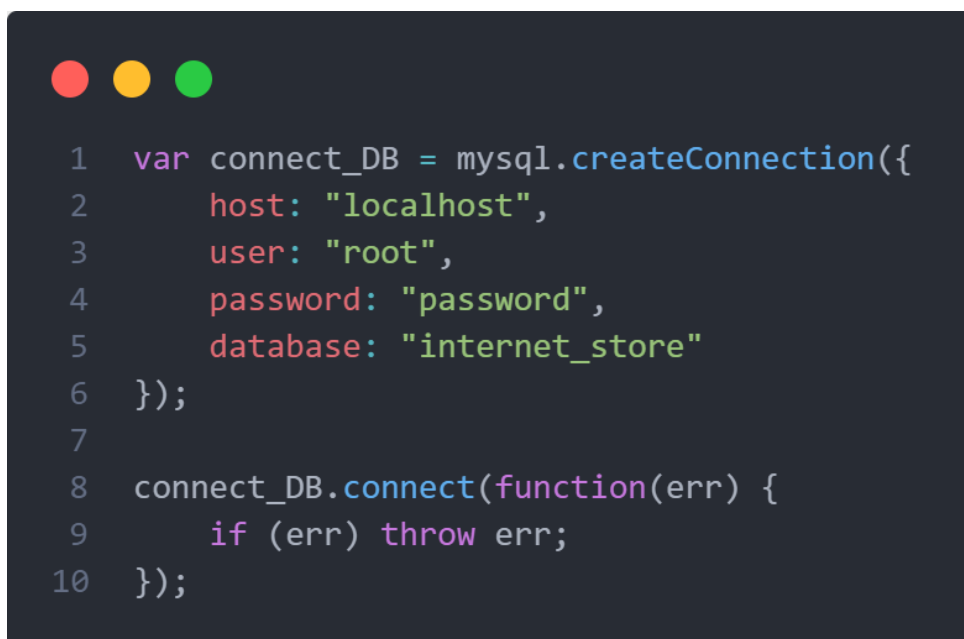 1 var connect_DB = mysql.createConnection({
2     host: "localhost",
3     user: "root",
4     password: "password",
5     database: "internet_store"
6 });
7
8 connect_DB.connect(function(err) {
9     if (err) throw err;
10 });